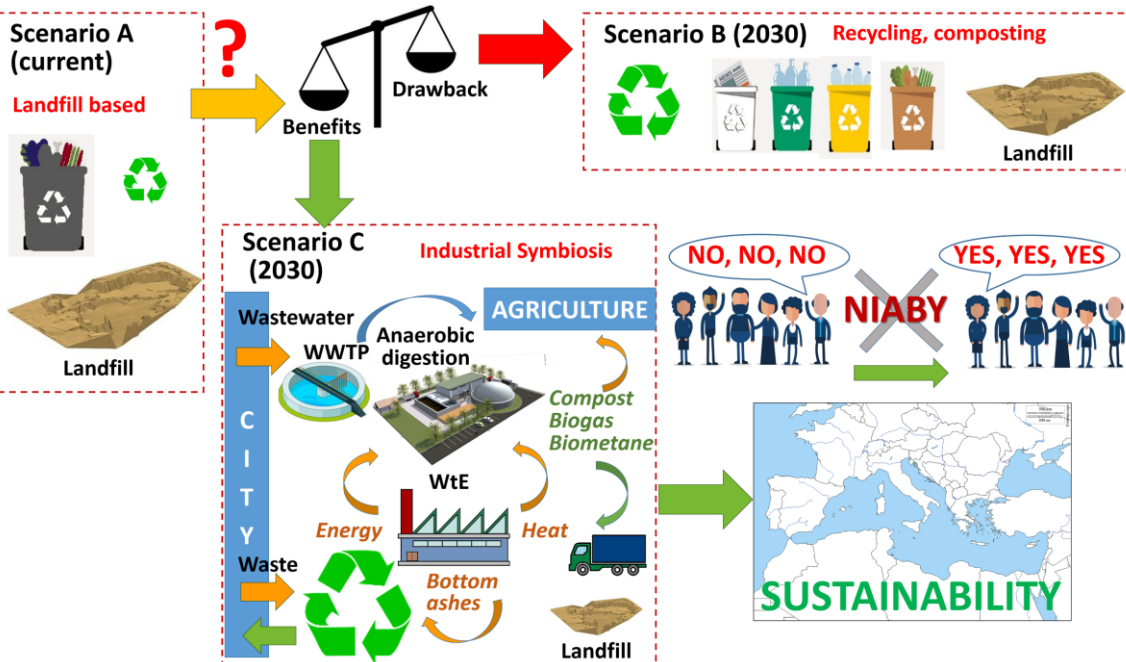 Scenario A
(current)
Landfill based
Landfill
?
Benefits
Drawback
Scenario B (2030)
Recycling, composting
NEWS
Landfill
Scenario C
(2030)
Industrial Symbiosis
CITY
Wastewater
WWTP
Anaerobic
digestion
AGRICULTURE
Compost
Biogas
Biometane
WtE
Energy
Heat
Waste
Bottom
ashes
Landfill
NO, NO, NO
NIABY
YES, YES, YES
SUSTAINABILITY